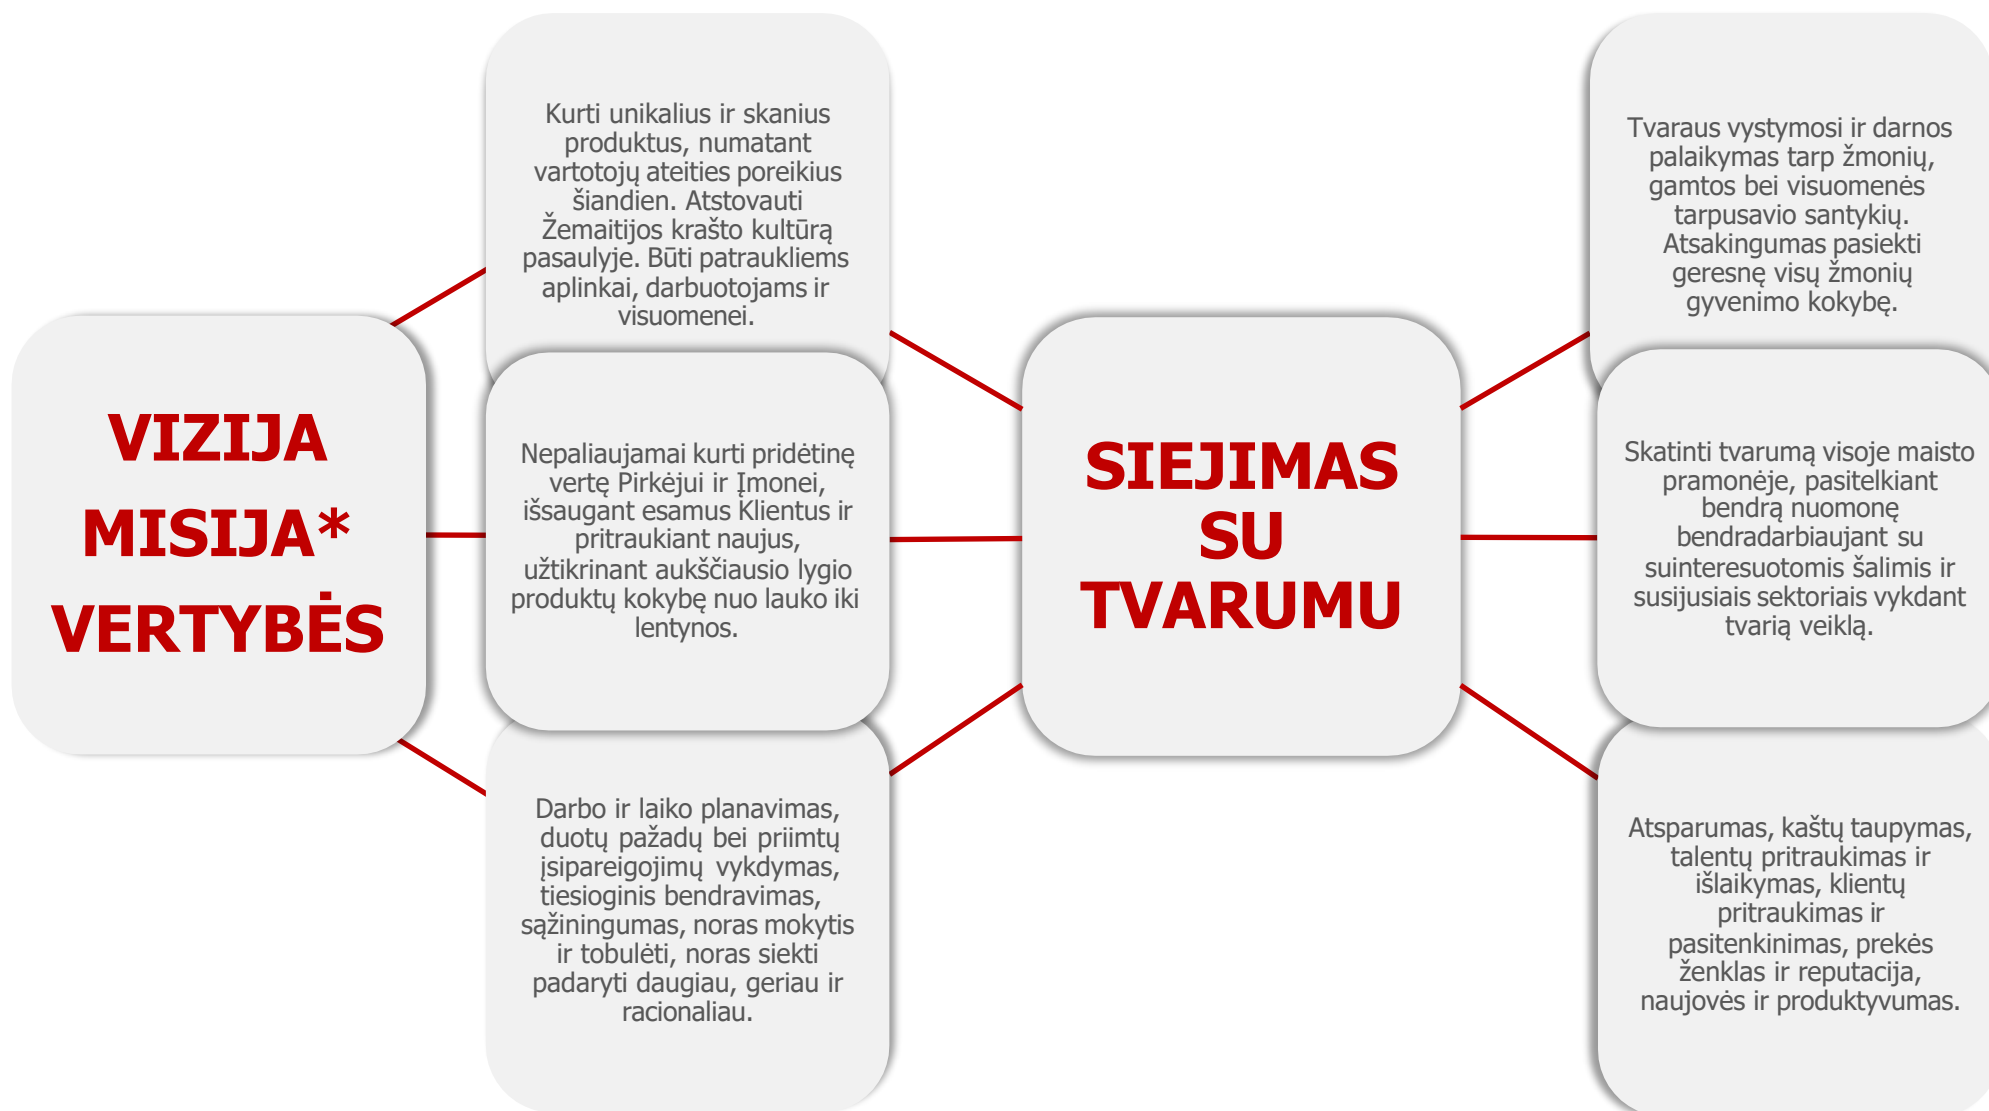 VIZIJA
MISIJA*
VERTYBĖS
Kurti unikalius ir skanius
produktus, numatant
vartotojų ateities poreikius
šiandien. Atstovauti
Žemaitijos krašto kultūrą
pasaulyje. Būti patraukliems
aplinkai, darbuotojams ir
visuomenei.
Nepaliaujamai kurti pridėtinę
vertę Pirkėjui ir Įmonei,
išsaugant esamus Klientus ir
pritraukiant naujus,
užtikrinant aukščiausio lygio
produktų kokybę nuo lauko iki
lentynos.
Darbo ir laiko planavimas,
duotų pažadų bei priimtų
įsipareigojimų vykdymas,
tiesioginis bendravimas,
sąžiningumas, noras mokytis
ir tobulėti, noras siekti
padaryti daugiau, geriau ir
racionaliau.
SIEJIMAS
SU
TVARUMU
Tvaraus vystymosi ir darnos
palaikymas tarp žmonių,
gamtos bei visuomenės
tarpusavio santykių.
Atsakingumas pasiekti
geresnę visų žmonių
gyvenimo kokybę.
Skatinti tvarumą visoje maisto
pramonėje, pasitelkiant
bendrą nuomonę
bendradarbiaujant su
suinteresuotomis šalimis ir
susijusiais sektoriais vykdant
tvarią veiklą.
Atsparumas, kaštų taupymas,
talentų pritraukimas ir
išlaikymas, klientų
pritraukimas ir
pasitenkinimas, prekės
ženklas ir reputacija,
naujovės ir produktyvumas.